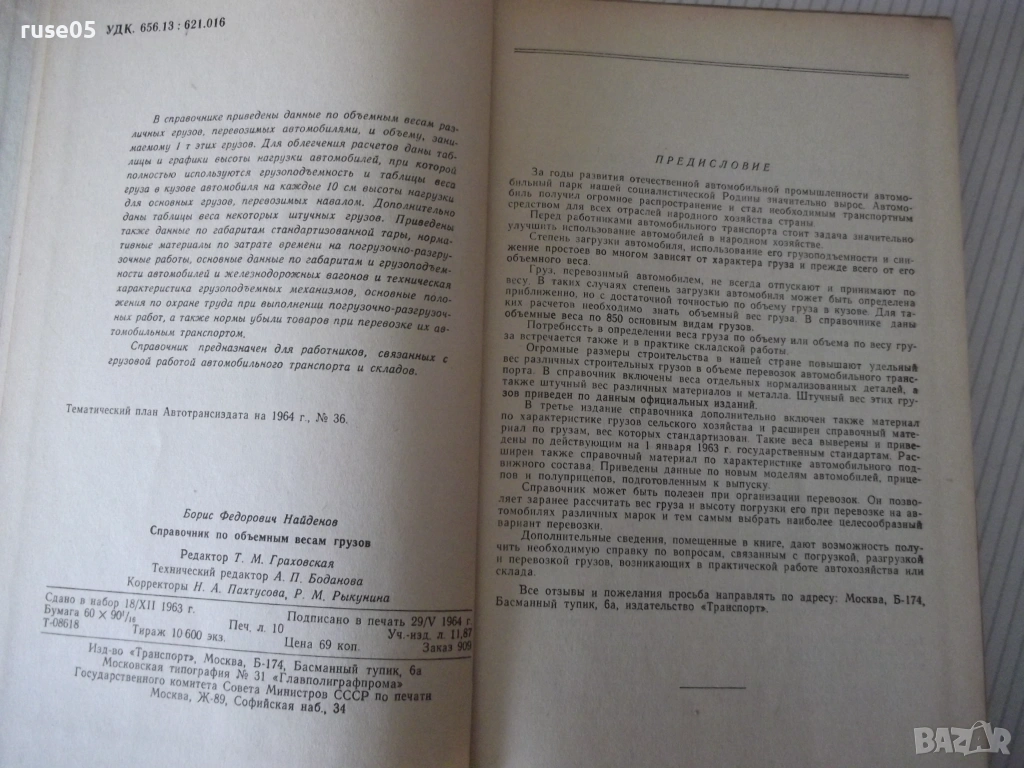 ruse05
УДК. 656.13 : 621.016
В справочнике приведены данные по объемным весам раз-
личных грузов, перевозимых автомобилями, и объему, зани-
маемому 1 т этих грузов. Для облегчения расчетов даны таб-
лицы и графики высоты нагрузки автомобилей, при которой
полностью используются грузоподъемность и таблицы веса
груза в кузове автомобиля на каждые 10 см высоты нагрузки
для основных грузов, перевозимых навалом. Дополнительно
даны таблицы веса некоторых штучных грузов. Приведены
также данные по габаритам стандартизованной тары, норма-
тивные материалы по затрате времени на погрузочно-разгру-
зочные работы, основные данные по габаритам и грузоподъем-
ности автомобилей и железнодорожных вагонов и техническая
характеристика грузоподъемных механизмов, основные поло-
жения по охране труда при выполнении погрузочно-разгрузоч-
ных работ, а также нормы убыли товаров при перевозке их ав-
томобильным транспортом.
Справочник предназначен для работников, связанных с
грузовой работой автомобильного транспорта и складов.
Тематический план Автотрансиздата на 1964 г., № 36.
Борис Федорович Найденов
Справочник по объемным весам грузов
Редактор Т. М. Граховская
Технический редактор А. П. Боданова
Корректоры Н. А. Пахтусова, Р. М. Рыкунина
Сдано в набор 18/XII 1963 г. Подписано в печать 29/V 1964 г.
Бумага 60 × 90¹/₁₆ Печ. л. 10 Уч.-изд. л. 11,87
Т-08618 Тираж 10 600 экз. Цена 69 коп. Заказ 909
Изд-во «Транспорт», Москва, Б-174, Басманный тупик, 6а
Московская типография № 31 «Главполиграфпрома»
Государственного комитета Совета Министров СССР по печати
Москва, Ж-89, Софийская наб., 34
ПРЕДИСЛОВИЕ
За годы развития отечественной автомобильной промышленности автомо-
бильный парк нашей социалистической Родины значительно вырос. Автомо-
биль получил огромное распространение и стал необходимым транспортным
средством для всех отраслей народного хозяйства страны.
Перед работниками автомобильного транспорта стоит задача значительно
улучшить использование автомобилей в народном хозяйстве.
Степень загрузки автомобиля, использование его грузоподъемности и сни-
жение простоев во многом зависят от характера груза и прежде всего от его
объемного веса.
Груз, перевозимый автомобилем, не всегда отпускают и принимают по
весу. В таких случаях степень загрузки автомобиля может быть определена
приближенно, но с достаточной точностью по объему груза в кузове. Для та-
ких расчетов необходимо знать объемный вес груза. В справочнике даны
объемные веса по 850 основным видам грузов.
Потребность в определении веса груза по объему или объема по весу гру-
за встречается также и в практике складской работы.
Огромные размеры строительства в нашей стране повышают удельный
вес различных строительных грузов в объеме перевозок автомобильного транс-
порта. В справочник включены веса отдельных нормализованных деталей, а
также штучный вес различных материалов и металла. Штучный вес этих гру-
зов приведен по данным официальных изданий.
В третье издание справочника дополнительно включен также материал
по характеристике грузов сельского хозяйства и расширен справочный мате-
риал по грузам, вес которых стандартизован. Такие веса выверены и приве-
дены по действующим на 1 января 1963 г. государственным стандартам. Рас-
ширен также справочный материал по характеристике автомобильного под-
вижного состава. Приведены данные по новым моделям автомобилей, прице-
пов и полуприцепов, подготовленным к выпуску.
Справочник может быть полезен при организации перевозок. Он позво-
ляет заранее рассчитать вес груза и высоту погрузки его при перевозке на ав-
томобилях различных марок и тем самым выбрать наиболее целесообразный
вариант перевозки.
Дополнительные сведения, помещенные в книге, дают возможность полу-
чить необходимую справку по вопросам, связанным с погрузкой, разгрузкой
и перевозкой грузов, возникающих в практической работе автохозяйства или
склада.
Все отзывы и пожелания просьба направлять по адресу: Москва, Б-174,
Басманный тупик, 6а, издательство «Транспорт».
BAZAR